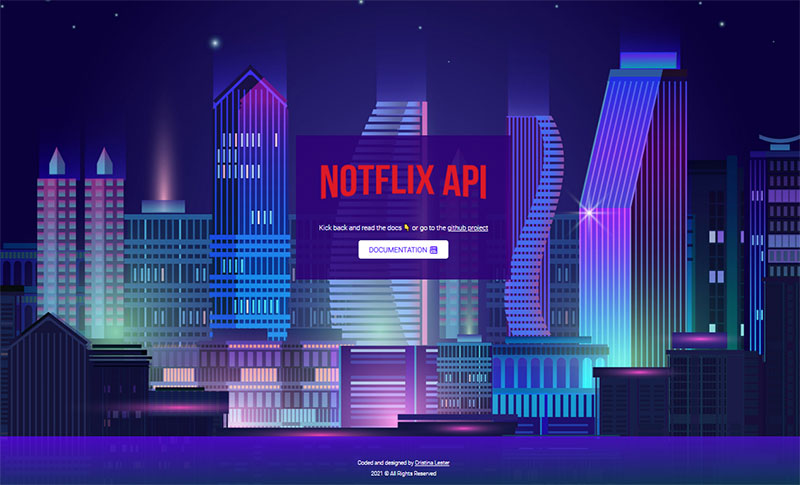 NOTFLIX API
Kick back and read the docs 👇 or go to the github project
DOCUMENTATION
Coded and designed by Cristina Lester
2021 © All Rights Reserved